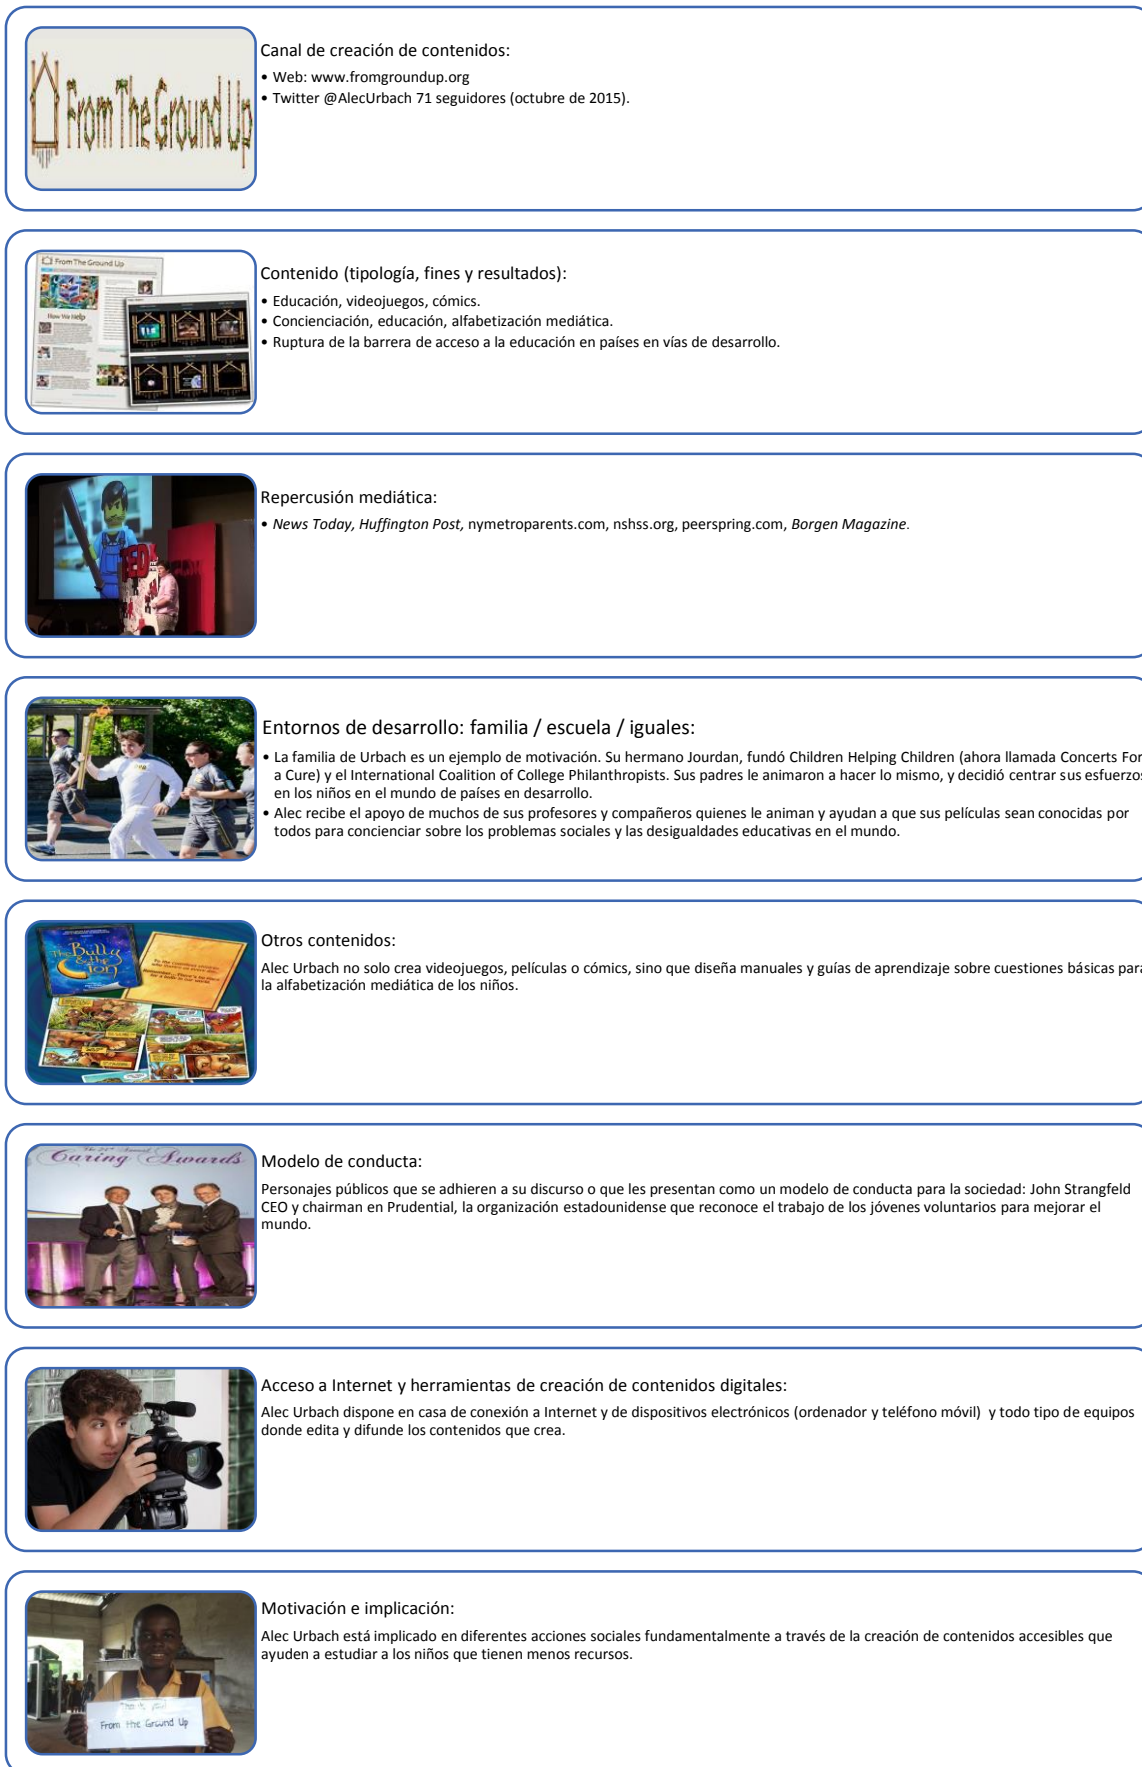 From The Ground Up
Canal de creación de contenidos:
• Web: www.fromgroundup.org
• Twitter @AlecUrbach 71 seguidores (octubre de 2015).
From The Ground Up
How We Help
Contenido (tipología, fines y resultados):
• Educación, videojuegos, cómics.
• Concienciación, educación, alfabetización mediática.
• Ruptura de la barrera de acceso a la educación en países en vías de desarrollo.
TED
Repercusión mediática:
• News Today, Huffington Post, nymetroparents.com, nshss.org, peerspring.com, Borgen Magazine.
Entornos de desarrollo: familia / escuela / iguales:
• La familia de Urbach es un ejemplo de motivación. Su hermano Jourdan, fundó Children Helping Children (ahora llamada Concerts For
a Cure) y el International Coalition of College Philanthropists. Sus padres le animaron a hacer lo mismo, y decidió centrar sus esfuerzos
en los niños en el mundo de países en desarrollo.
• Alec recibe el apoyo de muchos de sus profesores y compañeros quienes le animan y ayudan a que sus películas sean conocidas por
todos para concienciar sobre los problemas sociales y las desigualdades educativas en el mundo.
The Bully
& the
Lion
Otros contenidos:
Alec Urbach no solo crea videojuegos, películas o cómics, sino que diseña manuales y guías de aprendizaje sobre cuestiones básicas para
la alfabetización mediática de los niños.
Caring Awards
Modelo de conducta:
Personajes públicos que se adhieren a su discurso o que les presentan como un modelo de conducta para la sociedad: John Strangfeld
CEO y chairman en Prudential, la organización estadounidense que reconoce el trabajo de los jóvenes voluntarios para mejorar el
mundo.
Acceso a Internet y herramientas de creación de contenidos digitales:
Alec Urbach dispone en casa de conexión a Internet y de dispositivos electrónicos (ordenador y teléfono móvil) y todo tipo de equipos
donde edita y difunde los contenidos que crea.
Thank you!
From the Ground Up
Motivación e implicación:
Alec Urbach está implicado en diferentes acciones sociales fundamentalmente a través de la creación de contenidos accesibles que
ayuden a estudiar a los niños que tienen menos recursos.